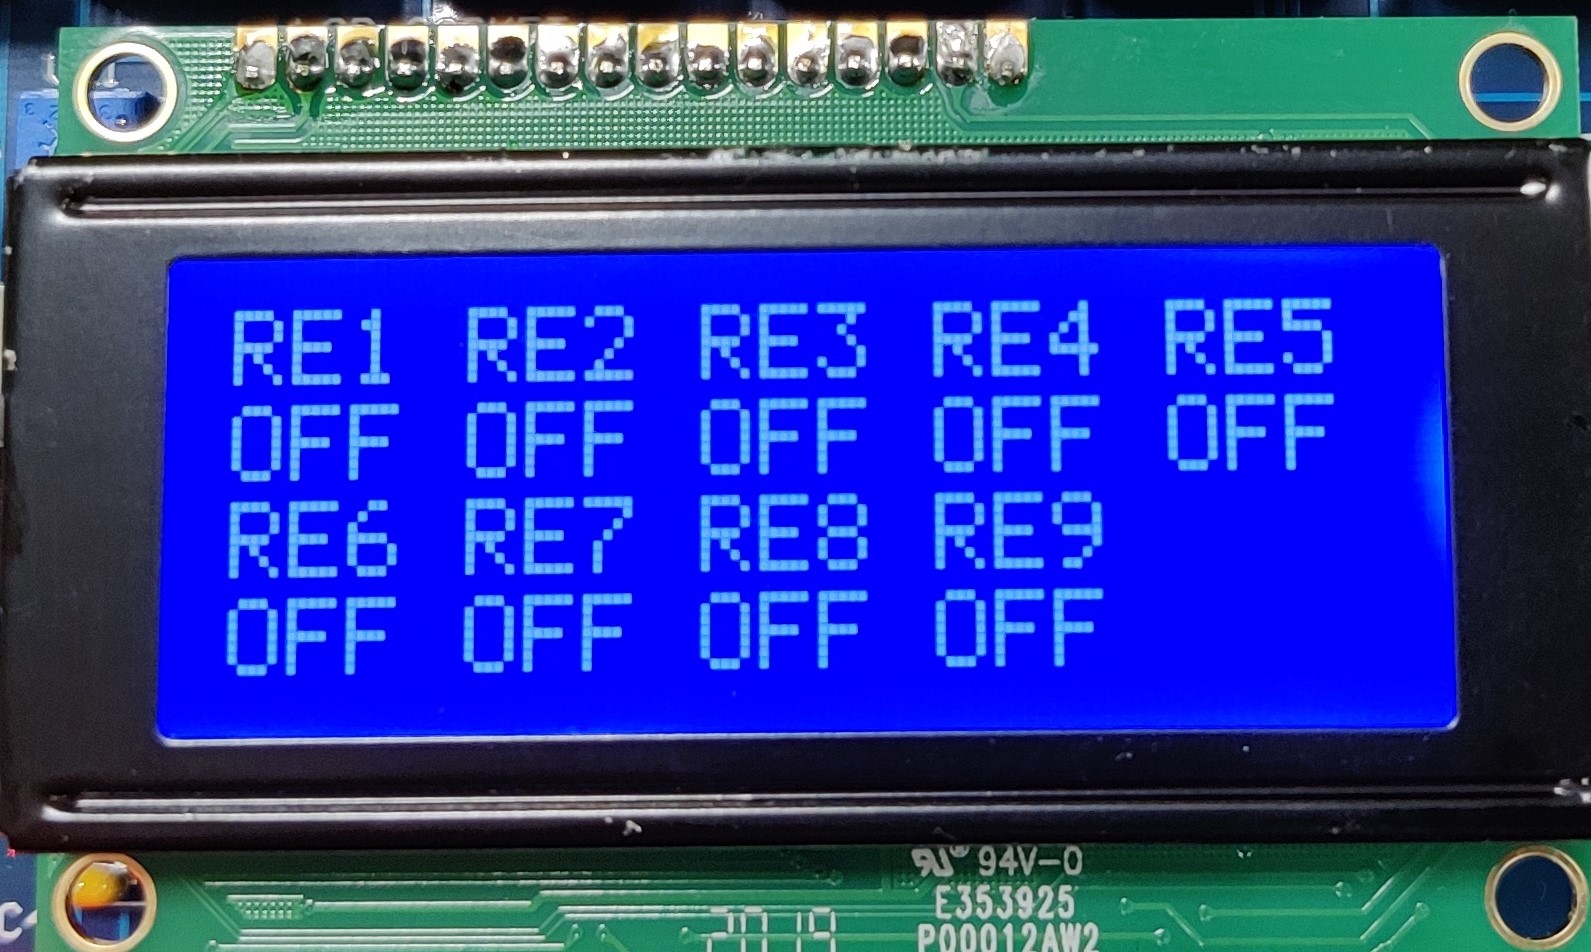 RE1 RE2 RE3 RE4 RE5
OFF OFF OFF OFF OFF
RE6 RE7 RE8 RE9
OFF OFF OFF OFF
94V-0
E353925
2019
P00012AW2